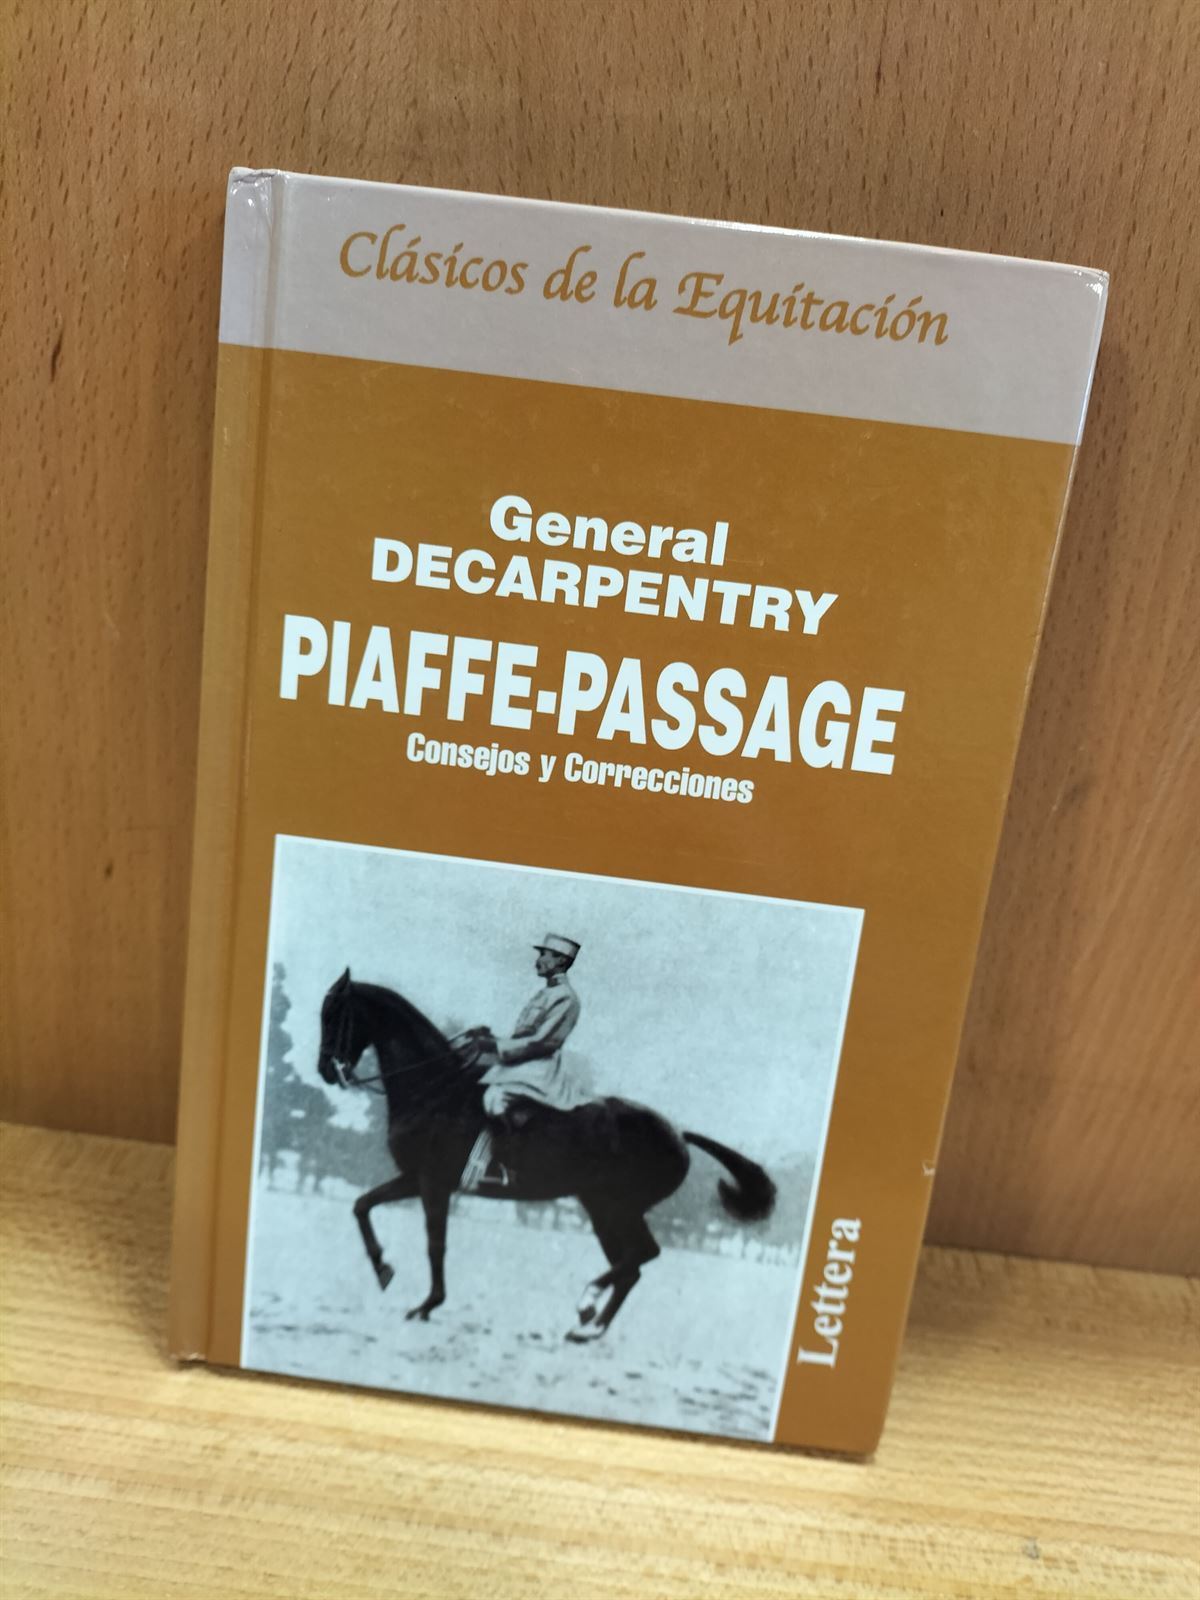 Clásicos de la Equitación
General
DECARPENTRY
PIAFFE-PASSAGE
Consejos y Correcciones
Lettera